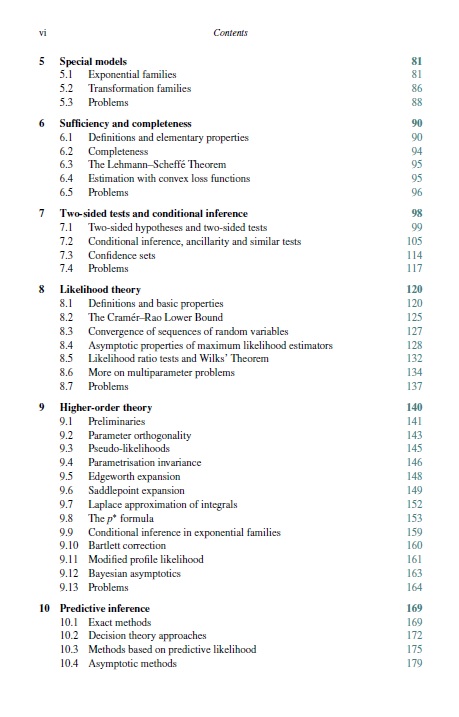 vi Contents
5 Special models 81
5.1 Exponential families 81
5.2 Transformation families 86
5.3 Problems 88
6 Sufficiency and completeness 90
6.1 Definitions and elementary properties 90
6.2 Completeness 94
6.3 The Lehmann–Scheffé Theorem 95
6.4 Estimation with convex loss functions 95
6.5 Problems 96
7 Two-sided tests and conditional inference 98
7.1 Two-sided hypotheses and two-sided tests 99
7.2 Conditional inference, ancillarity and similar tests 105
7.3 Confidence sets 114
7.4 Problems 117
8 Likelihood theory 120
8.1 Definitions and basic properties 120
8.2 The Cramér–Rao Lower Bound 125
8.3 Convergence of sequences of random variables 127
8.4 Asymptotic properties of maximum likelihood estimators 128
8.5 Likelihood ratio tests and Wilks' Theorem 132
8.6 More on multiparameter problems 134
8.7 Problems 137
9 Higher-order theory 140
9.1 Preliminaries 141
9.2 Parameter orthogonality 143
9.3 Pseudo-likelihoods 145
9.4 Parametrisation invariance 146
9.5 Edgeworth expansion 148
9.6 Saddlepoint expansion 149
9.7 Laplace approximation of integrals 152
9.8 The p* formula 153
9.9 Conditional inference in exponential families 159
9.10 Bartlett correction 160
9.11 Modified profile likelihood 161
9.12 Bayesian asymptotics 163
9.13 Problems 164
10 Predictive inference 169
10.1 Exact methods 169
10.2 Decision theory approaches 172
10.3 Methods based on predictive likelihood 175
10.4 Asymptotic methods 179